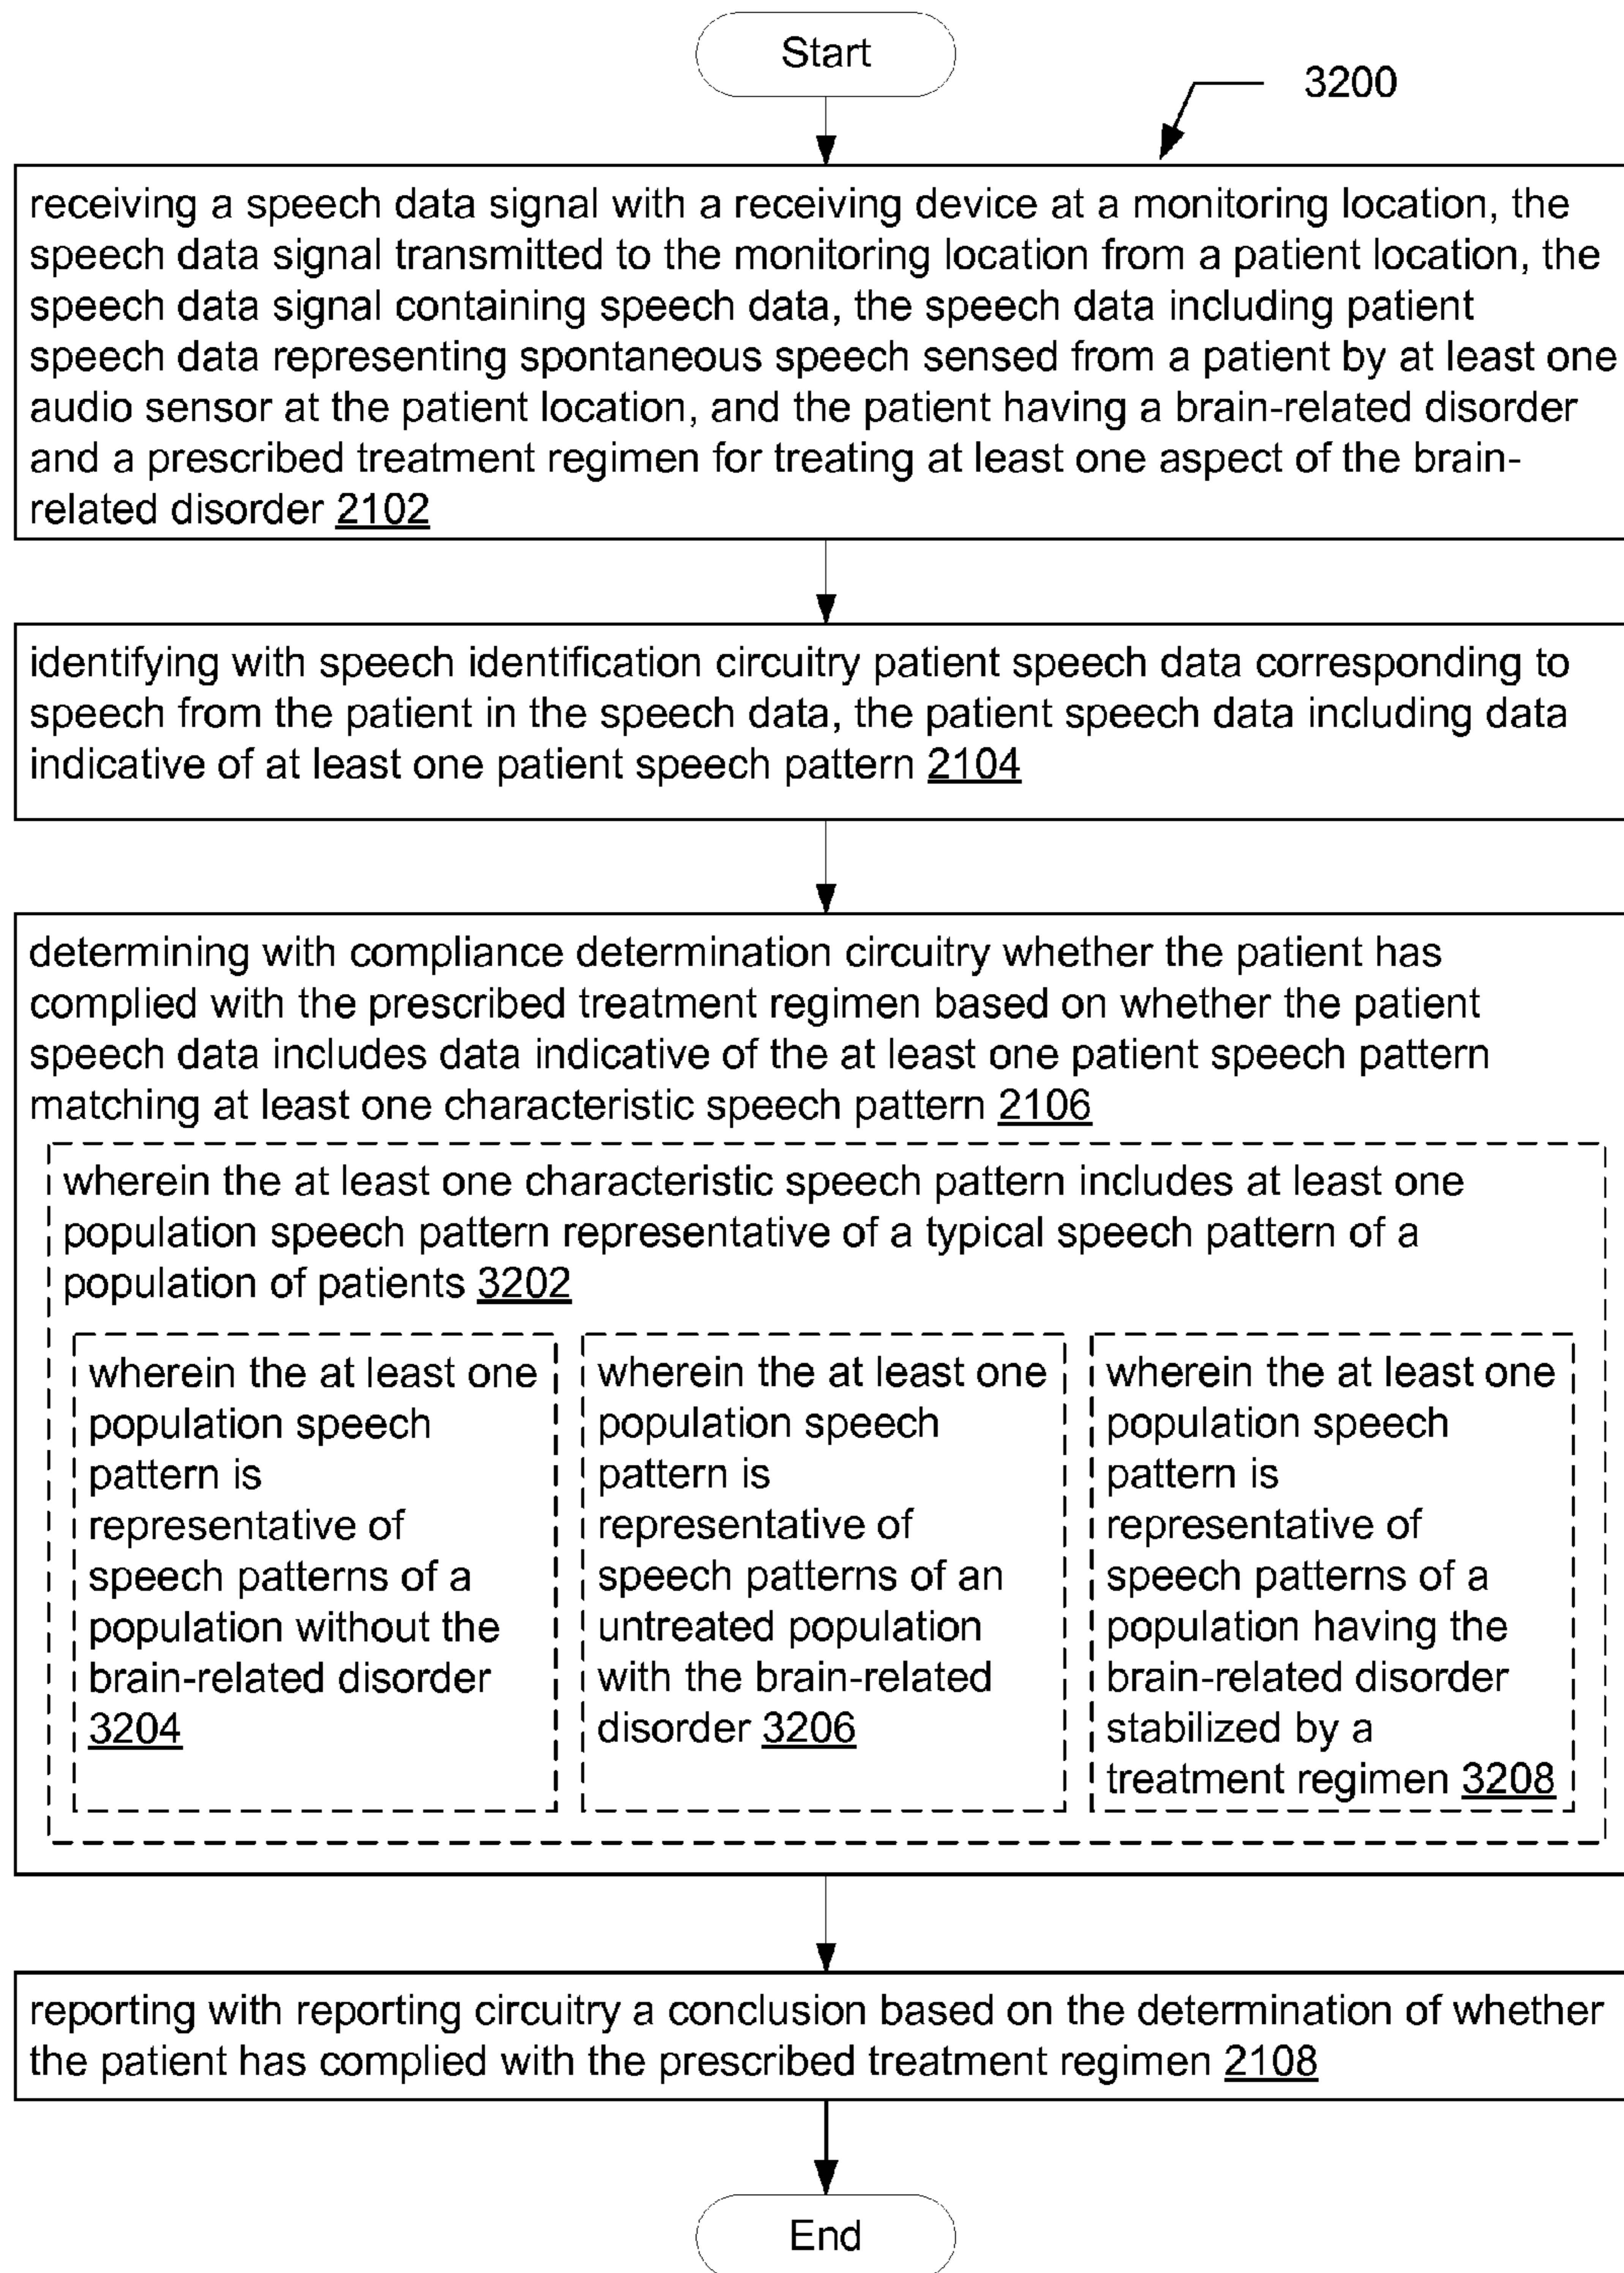 Start
3200
receiving a speech data signal with a receiving device at a monitoring location, the
speech data signal transmitted to the monitoring location from a patient location, the
speech data signal containing speech data, the speech data including patient
speech data representing spontaneous speech sensed from a patient by at least one
audio sensor at the patient location, and the patient having a brain-related disorder
and a prescribed treatment regimen for treating at least one aspect of the brain-
related disorder 2102
identifying with speech identification circuitry patient speech data corresponding to
speech from the patient in the speech data, the patient speech data including data
indicative of at least one patient speech pattern 2104
determining with compliance determination circuitry whether the patient has
complied with the prescribed treatment regimen based on whether the patient
speech data includes data indicative of the at least one patient speech pattern
matching at least one characteristic speech pattern 2106
wherein the at least one characteristic speech pattern includes at least one
population speech pattern representative of a typical speech pattern of a
population of patients 3202
wherein the at least one
population speech
pattern is
representative of
speech patterns of a
population without the
brain-related disorder
3204
wherein the at least one
population speech
pattern is
representative of
speech patterns of an
untreated population
with the brain-related
disorder 3206
wherein the at least one
population speech
pattern is
representative of
speech patterns of a
population having the
brain-related disorder
stabilized by a
treatment regimen 3208
reporting with reporting circuitry a conclusion based on the determination of whether
the patient has complied with the prescribed treatment regimen 2108
End